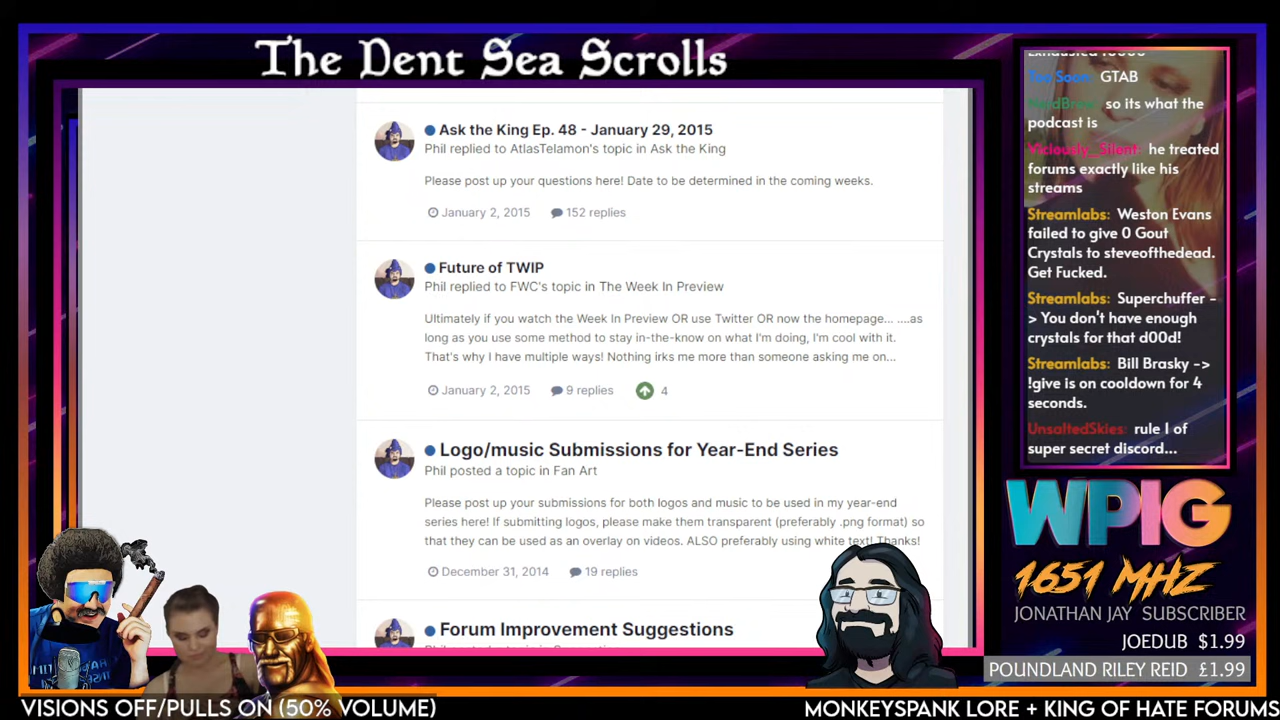 The Dent Sea Scrolls
Ask the King Ep. 48 - January 29, 2015
Phil replied to AtlasTelamon's topic in Ask the King
Please post up your questions here! Date to be determined in the coming weeks.
January 2, 2015 152 replies
Future of TWIP
Phil replied to FWC's topic in The Week In Preview
Ultimately if you watch the Week In Preview OR use Twitter OR now the homepage... ....as
long as you use some method to stay in-the-know on what I'm doing, I'm cool with it.
That's why I have multiple ways! Nothing irks me more than someone asking me on...
January 2, 2015 9 replies 4
Logo/music Submissions for Year-End Series
Phil posted a topic in Fan Art
Please post up your submissions for both logos and music to be used in my year-end
series here! If submitting logos, please make them transparent (preferably .png format) so
that they can be used as an overlay on videos. ALSO preferably using white text! Thanks!
December 31, 2014 19 replies
Forum Improvement Suggestions
GTAB
so its what the
podcast is
Viciously_Silent: he treated
forums exactly like his
streams
Streamlabs: Weston Evans
failed to give 0 Gout
Crystals to steveofthedead.
Get Fucked.
Streamlabs: Superchuffer -
> You don't have enough
crystals for that d00d!
Streamlabs: Bill Brasky ->
!give is on cooldown for 4
seconds.
UnsaltedSkies: rule 1 of
super secret discord...
WPIG
1651 MHZ
JONATHAN JAY SUBSCRIBER
JOEDUB $1.99
POUNDLAND RILEY REID £1.99
VISIONS OFF/PULLS ON (50% VOLUME)
MONKEYSPANK LORE + KING OF HATE FORUMS